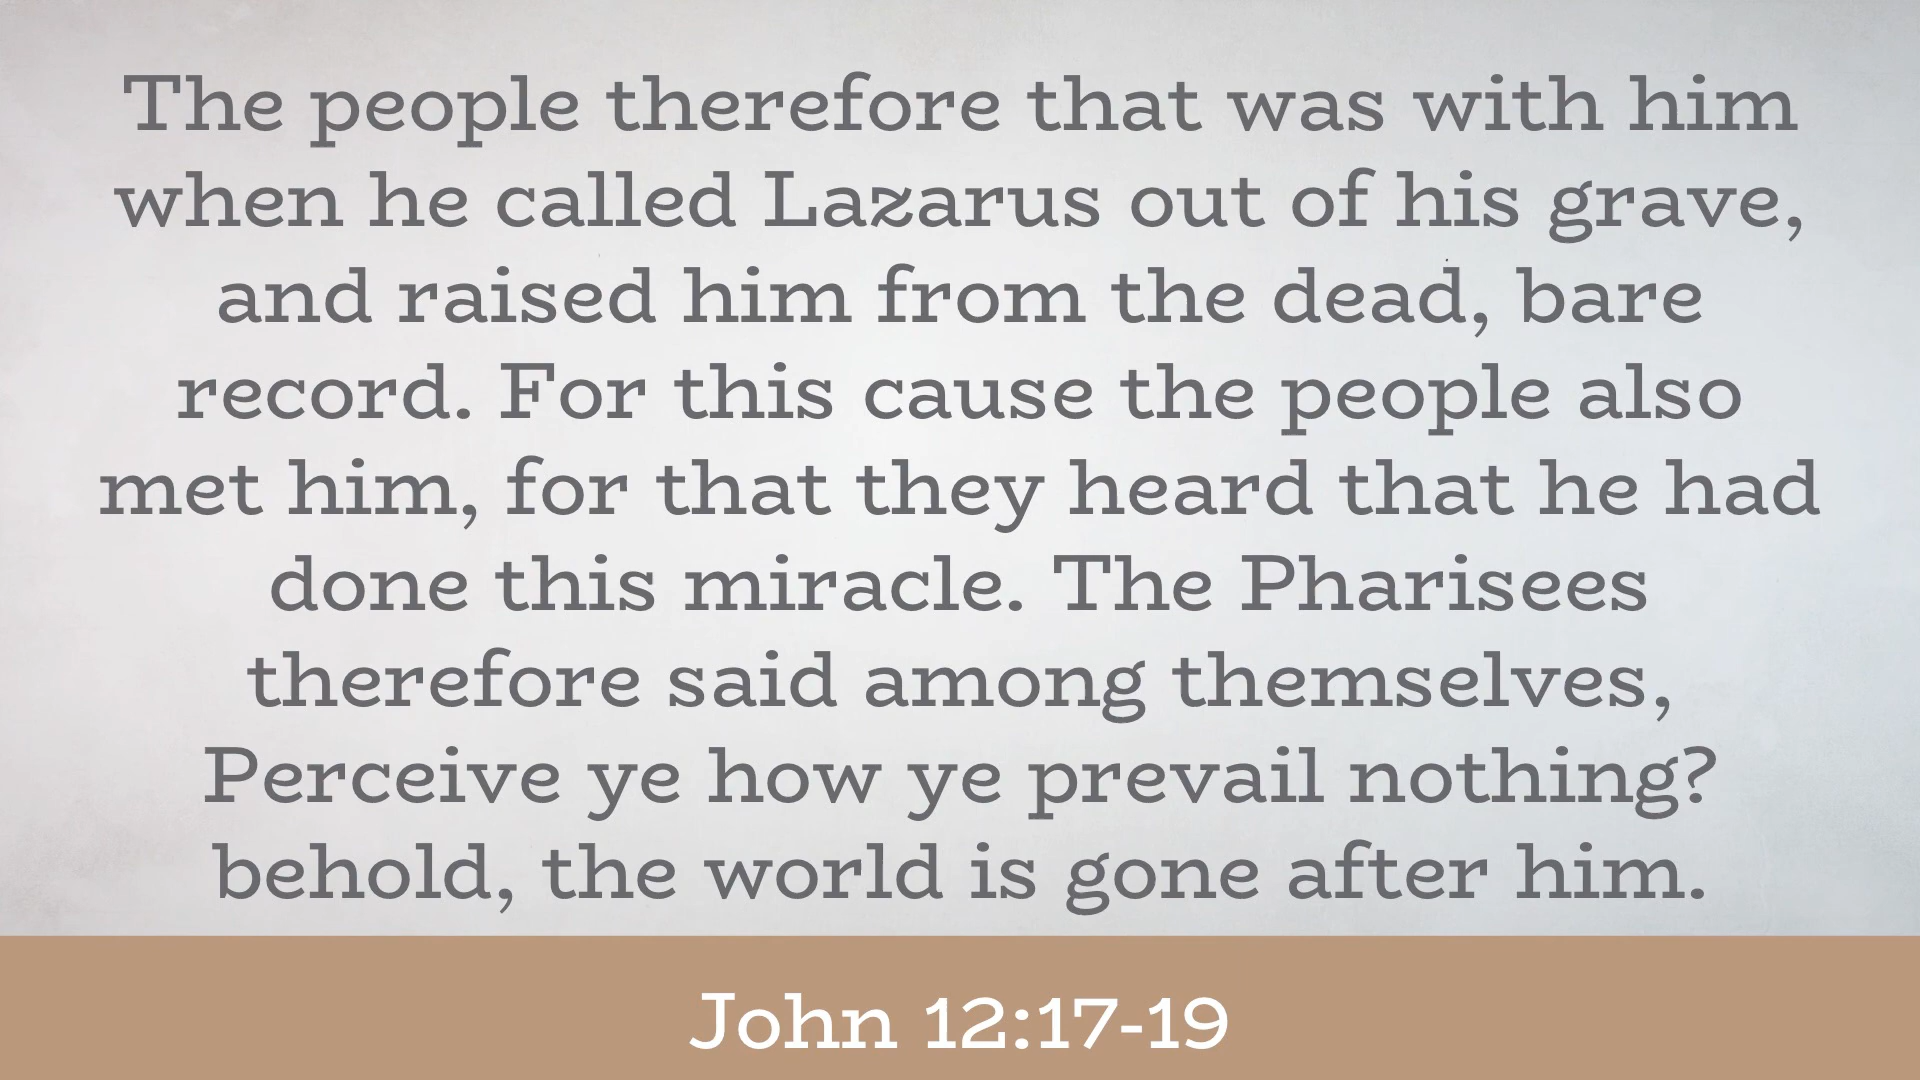 The people therefore that was with him
when he called Lazarus out of his grave,
and raised him from the dead, bare
record. For this cause the people also
met him, for that they heard that he had
done this miracle. The Pharisees
therefore said among themselves,
Perceive ye how ye prevail nothing?
behold, the world is gone after him.
John 12:17-19